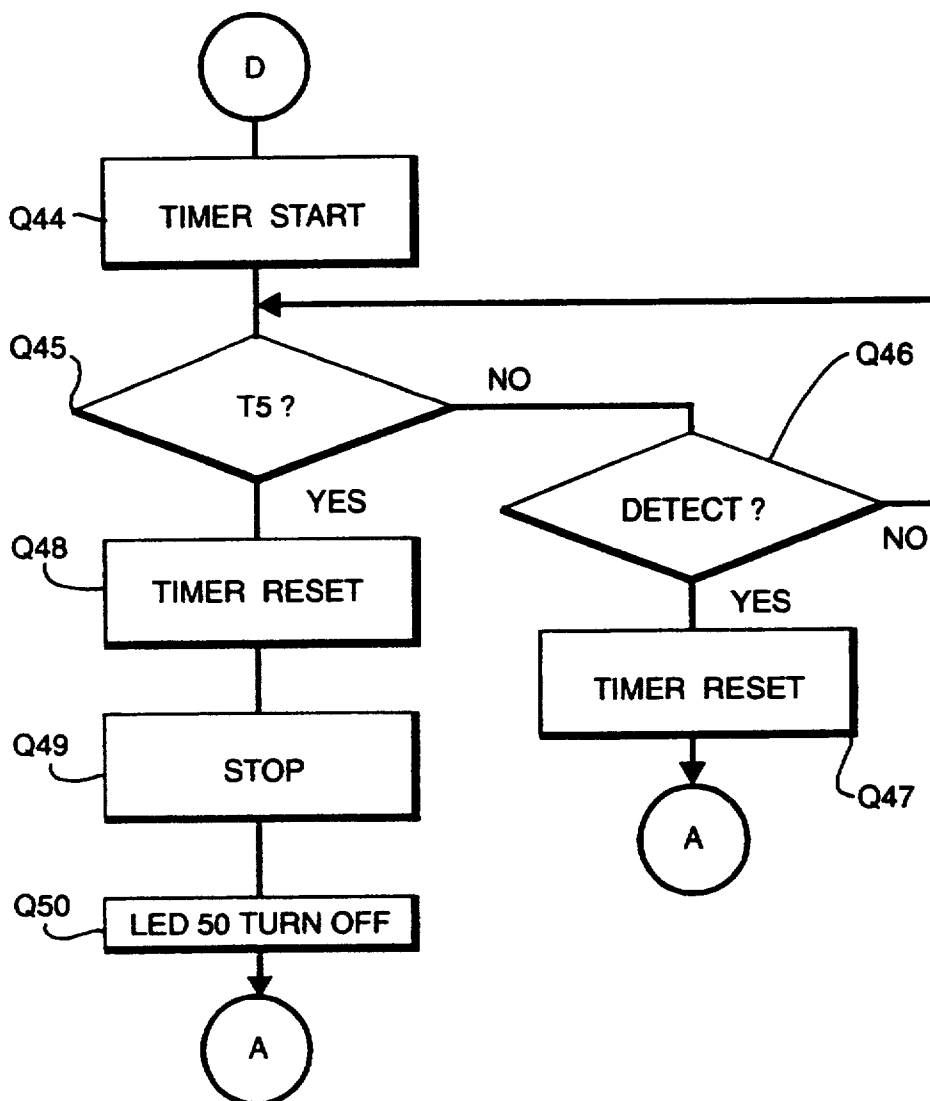 D
Q44
TIMER START
Q45
T5 ?
NO
Q46
YES
DETECT ?
NO
Q48
TIMER RESET
YES
TIMER RESET
Q49
STOP
Q47
A
Q50
LED 50 TURN OFF
A